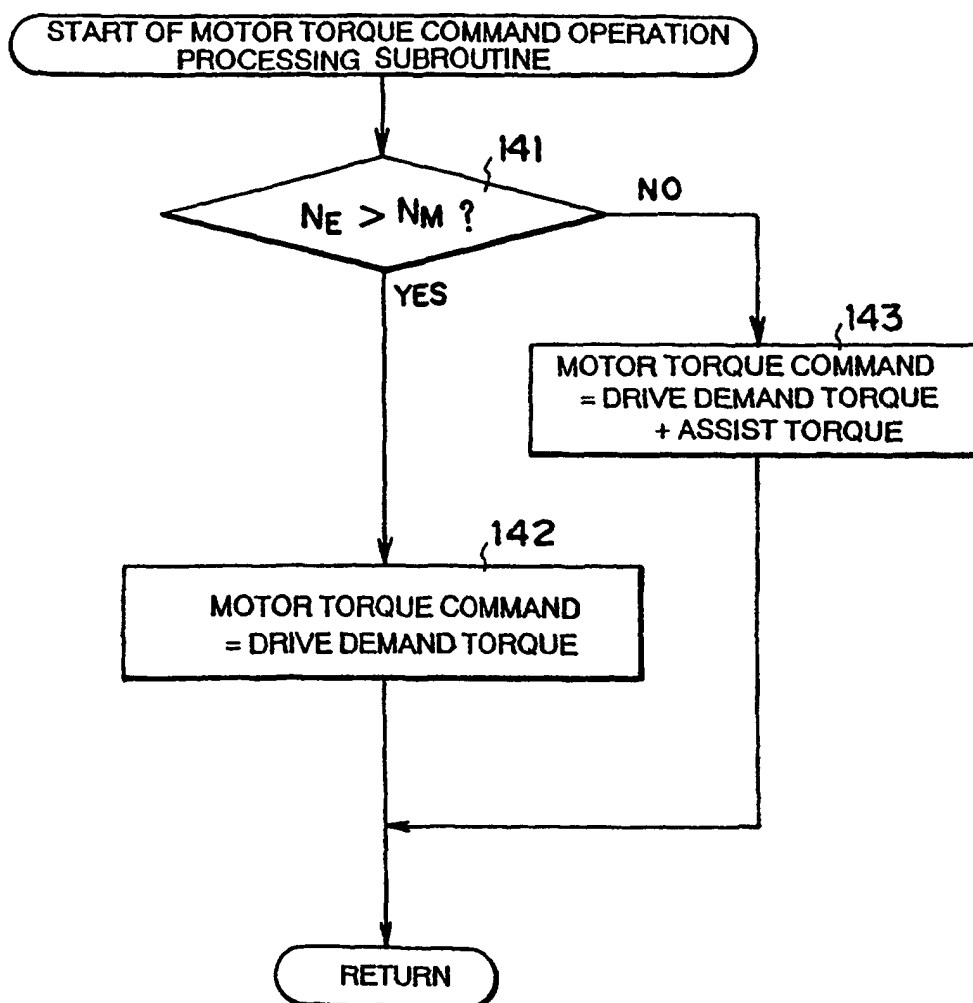 START OF MOTOR TORQUE COMMAND OPERATION
PROCESSING SUBROUTINE
141
NE > NM ?
NO
YES
143
MOTOR TORQUE COMMAND
= DRIVE DEMAND TORQUE
+ ASSIST TORQUE
142
MOTOR TORQUE COMMAND
= DRIVE DEMAND TORQUE
RETURN